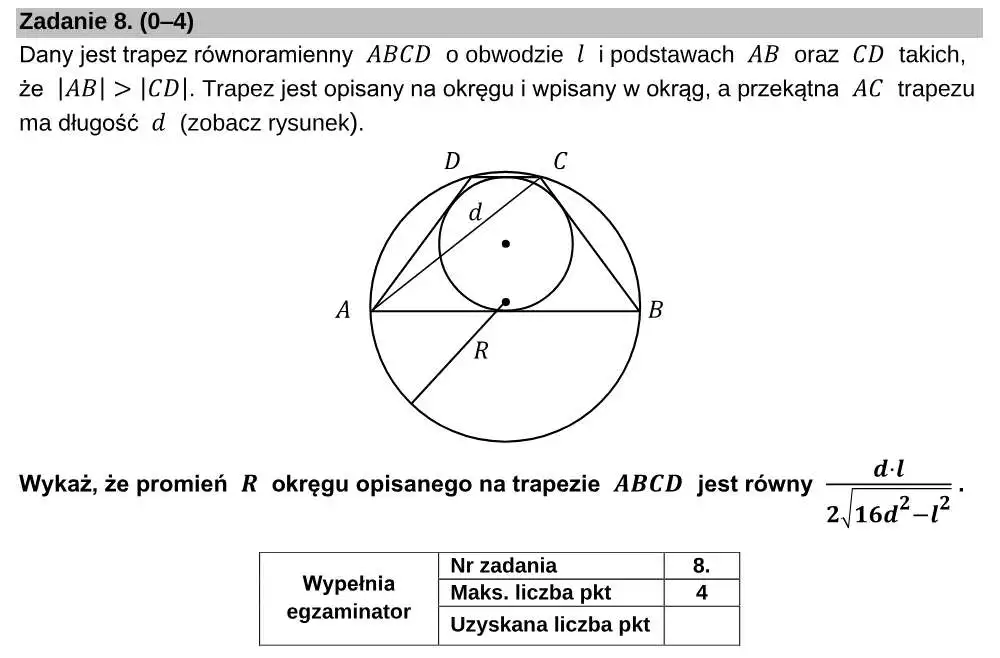 Zadanie 8. (0–4)
Dany jest trapez równoramienny ABCD o obwodzie l i podstawach AB oraz CD takich,
że |AB| > |CD|. Trapez jest opisany na okręgu i wpisany w okrąg, a przekątna AC trapezu
ma długość d (zobacz rysunek).
D C
d
A B
R
Wykaż, że promień R okręgu opisanego na trapezie ABCD jest równy d·l / 2√16d²−l² .
Wypełnia egzaminator
Nr zadania 8.
Maks. liczba pkt 4
Uzyskana liczba pkt